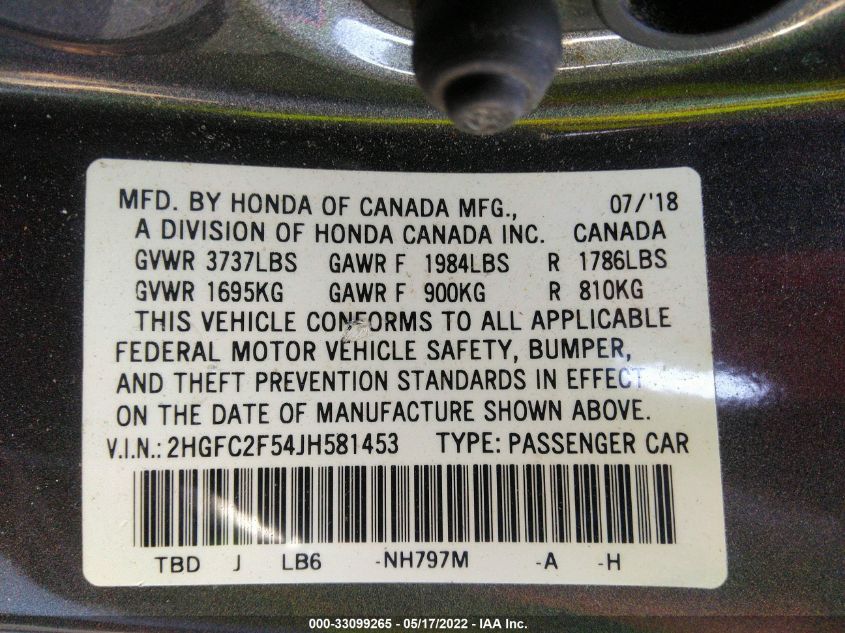 MFD. BY HONDA OF CANADA MFG., 07/'18
A DIVISION OF HONDA CANADA INC. CANADA
GVWR 3737LBS GAWR F 1984LBS R 1786LBS
GVWR 1695KG GAWR F 900KG R 810KG
THIS VEHICLE CONFORMS TO ALL APPLICABLE
FEDERAL MOTOR VEHICLE SAFETY, BUMPER,
AND THEFT PREVENTION STANDARDS IN EFFECT
ON THE DATE OF MANUFACTURE SHOWN ABOVE.
V.I.N.: 2HGFC2F54JH581453 TYPE: PASSENGER CAR
TBD J LB6 -NH797M -A -H
000-33099265 - 05/17/2022 - IAA Inc.